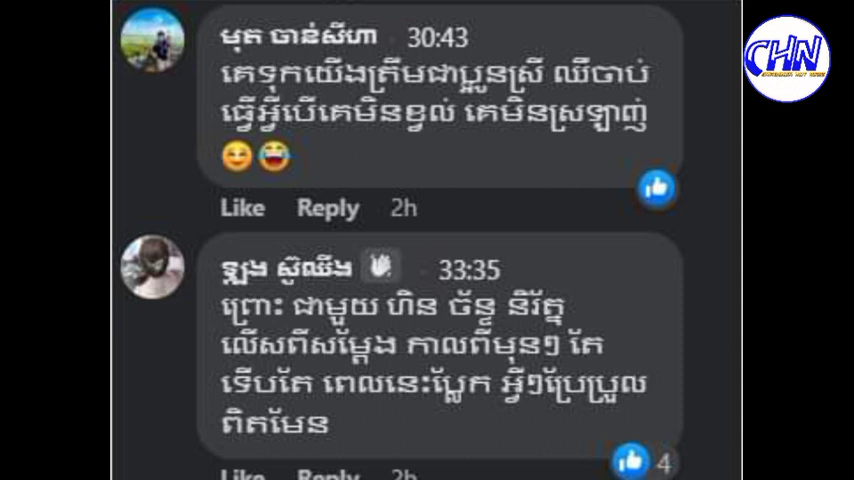 CHN
មុត ចាន់សីហា · 30:43
គេទុកយើងត្រឹមជាប្អូនស្រី ឈឺចាប់
ធ្វើអ្វីបើគេមិនខ្វល់ គេមិនស្រឡាញ់
😊😂
Like Reply 2h
ឡុង ស៊ូឈីង · 33:35
ព្រោះ ជាមួយ ហិន ច័ន្ទ និរ័ត្ន
លើសពីសម្ដែង កាលពីមុនៗ តែ
ទើបតែ ពេលនេះប្លែក អ្វីៗប្រែប្រួល
ពិតមែន
4
Like Reply 2h